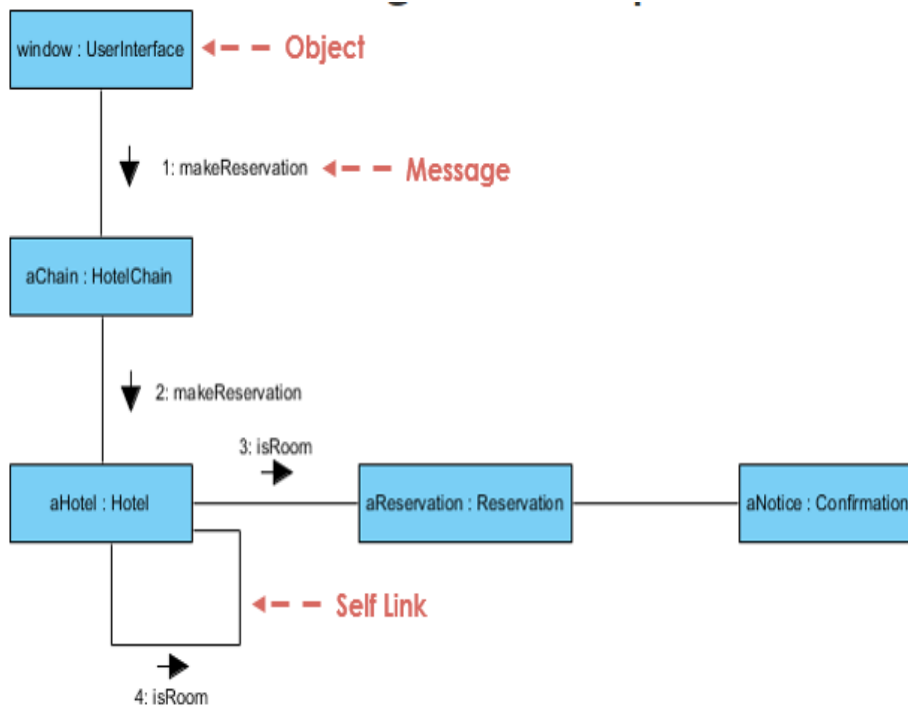 window : UserInterface
Object
1: makeReservation
Message
aChain : HotelChain
2: makeReservation
3: isRoom
aHotel : Hotel
aReservation : Reservation
aNotice : Confirmation
Self Link
4: isRoom